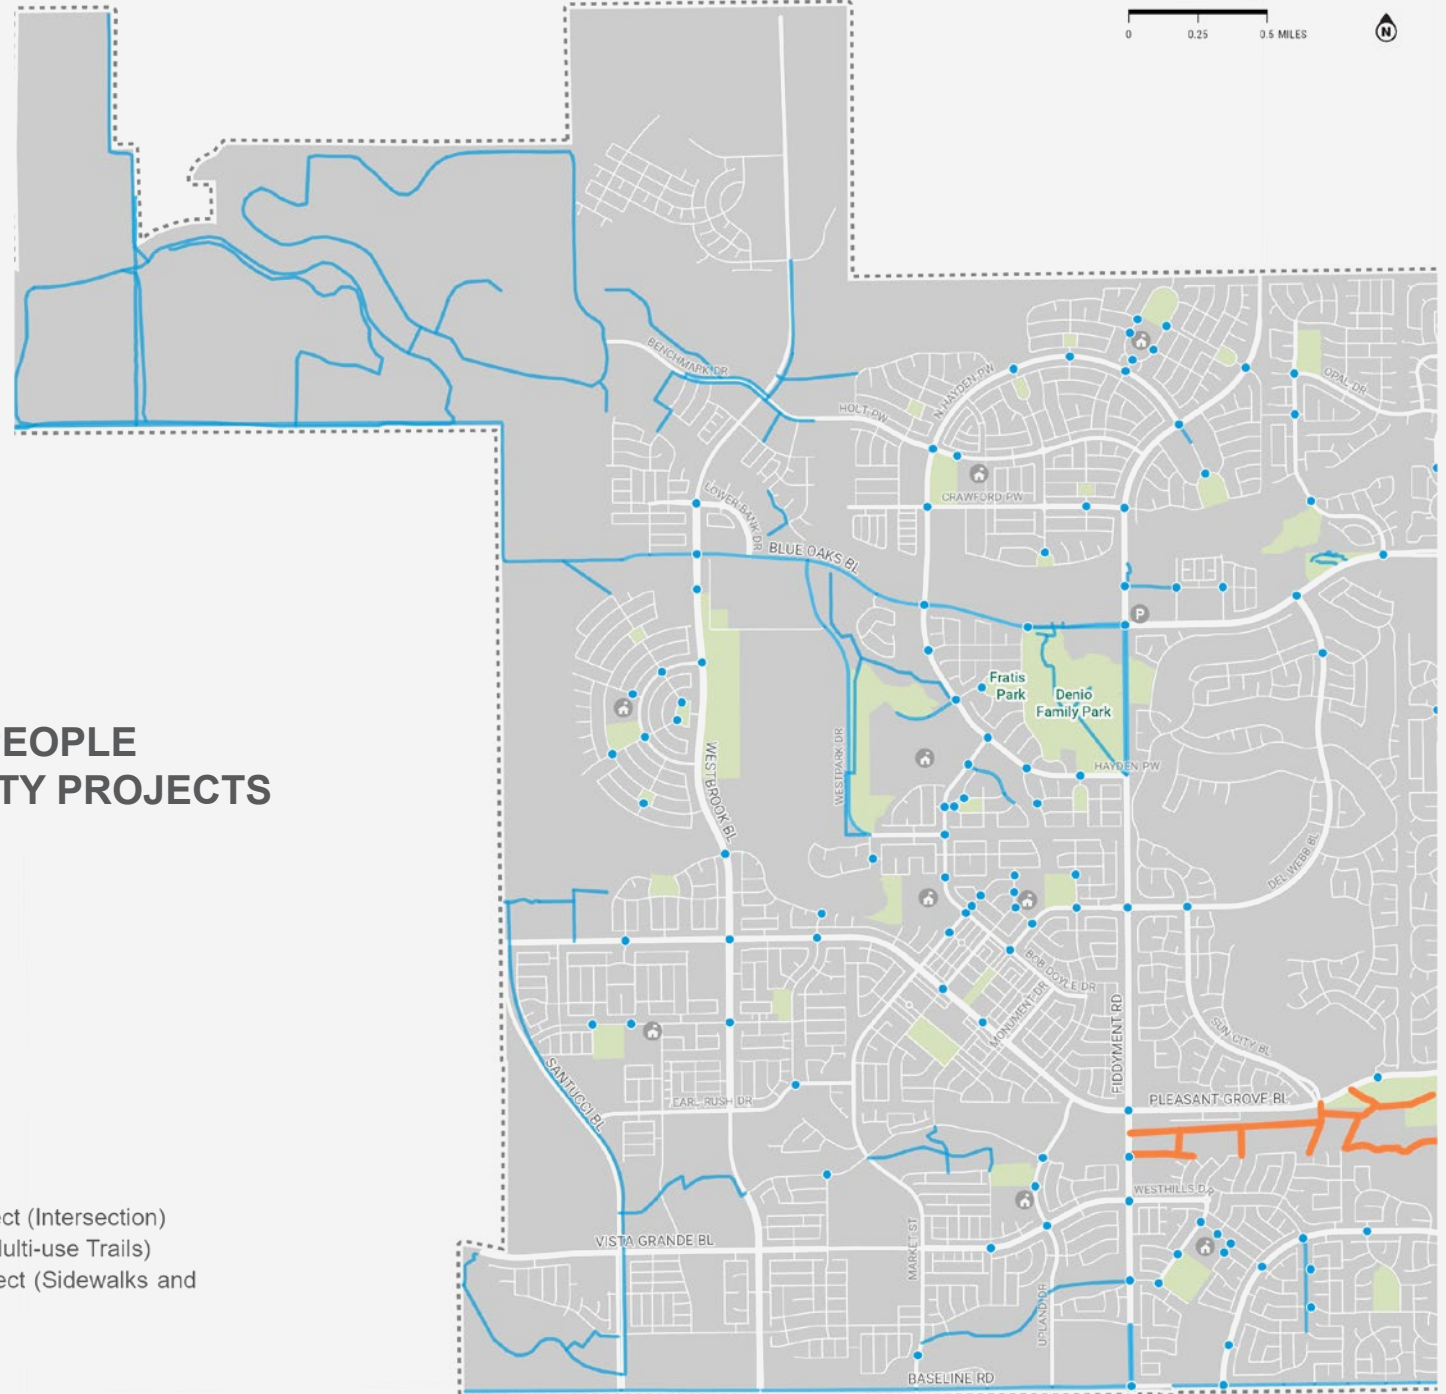 0 0.25 0.5 MILES
N
BENCHMARK DR
N HAYDEN PW
OPAL DR
HOLT PW
CRAWFORD PW
LOWER BANK DR
BLUE OAKS BL
P
Fratis
Park
Denio
Family Park
EOPLE
TY PROJECTS
WESTBROOK BL
WESTPARK DR
HAYDEN PW
DEL WEBB BL
BOB DOYLE DR
MONUMENT DR
FIDDYMENT RD
SUN CITY BL
SANTUCCI BL
EARL RUSH DR
PLEASANT GROVE BL
WESTHILLS DR
ect (Intersection)
ulti-use Trails)
ect (Sidewalks and
VISTA GRANDE BL
MARKET ST
UPLAND DR
BASELINE RD